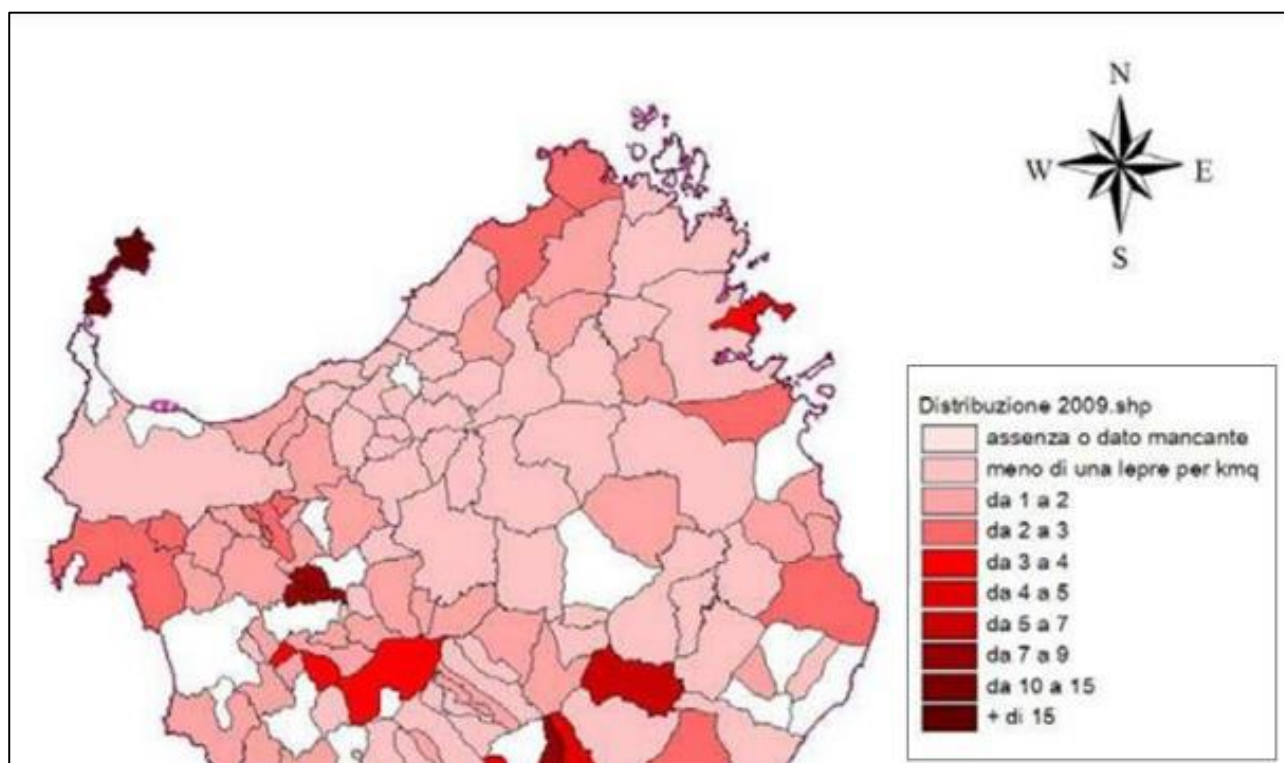 N
W E
S
Distribuzione 2009.shp
assenza o dato mancante
meno di una lepre per kmq
da 1 a 2
da 2 a 3
da 3 a 4
da 4 a 5
da 5 a 7
da 7 a 9
da 10 a 15
+ di 15